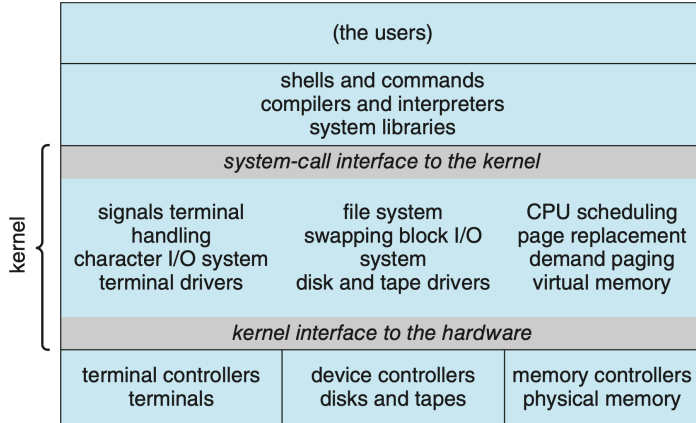 (the users)
shells and commands
compilers and interpreters
system libraries
system-call interface to the kernel
kernel
signals terminal
handling
character I/O system
terminal drivers
file system
swapping block I/O
system
disk and tape drivers
CPU scheduling
page replacement
demand paging
virtual memory
kernel interface to the hardware
terminal controllers
terminals
device controllers
disks and tapes
memory controllers
physical memory